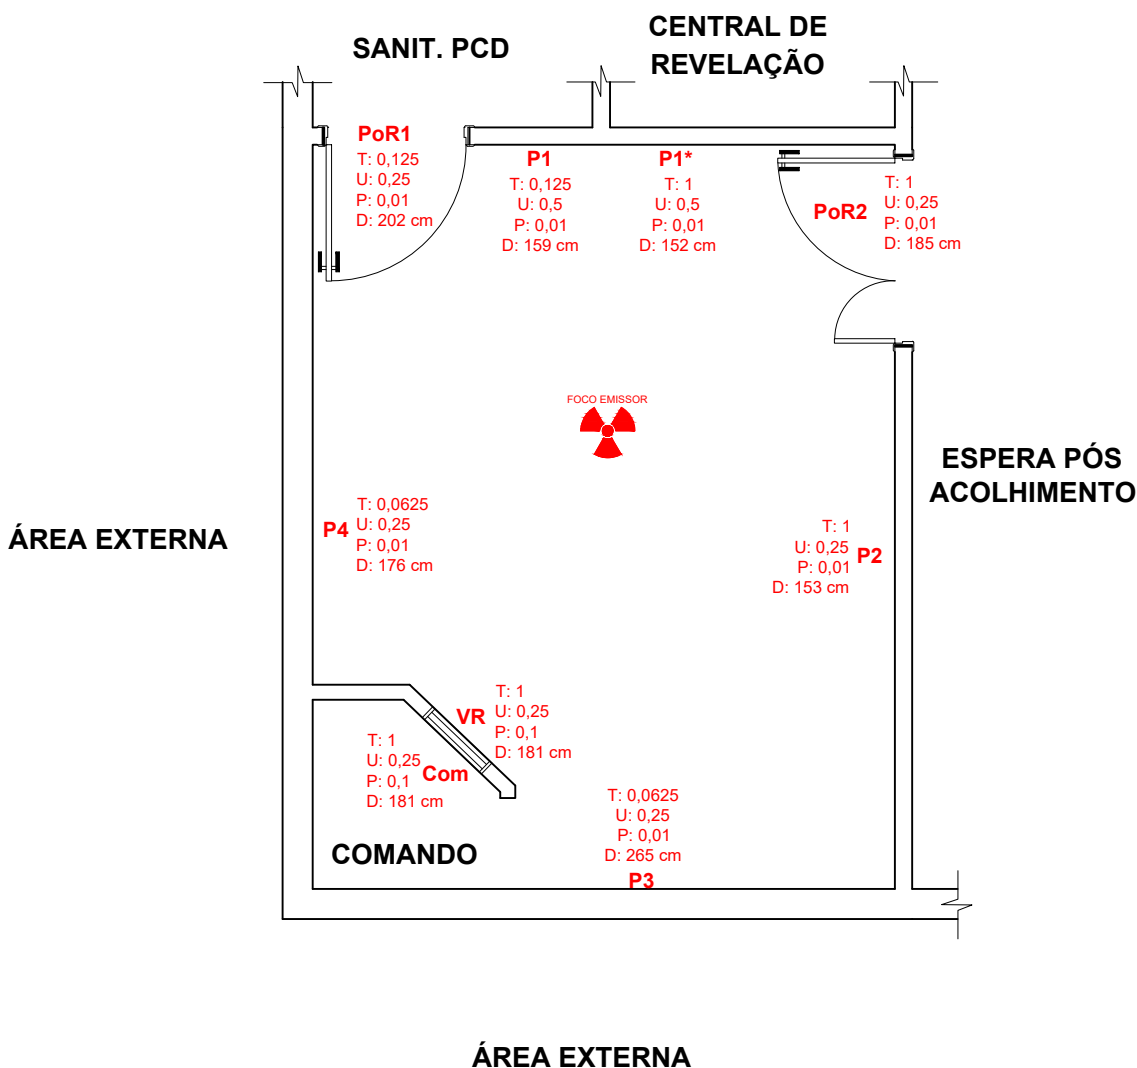 SANIT. PCD
CENTRAL DE
REVELAÇÃO
PoR1
T: 0,125
U: 0,25
P: 0,01
D: 202 cm
P1
T: 0,125
U: 0,5
P: 0,01
D: 159 cm
P1*
T: 1
U: 0,5
P: 0,01
D: 152 cm
PoR2
T: 1
U: 0,25
P: 0,01
D: 185 cm
FOCO EMISSOR
ESPERA PÓS
ACOLHIMENTO
ÁREA EXTERNA
P4
T: 0,0625
U: 0,25
P: 0,01
D: 176 cm
T: 1
U: 0,25
P: 0,01
D: 153 cm
P2
VR
T: 1
U: 0,25
P: 0,1
D: 181 cm
T: 1
U: 0,25
P: 0,1
D: 181 cm
Com
T: 0,0625
U: 0,25
P: 0,01
D: 265 cm
P3
COMANDO
ÁREA EXTERNA